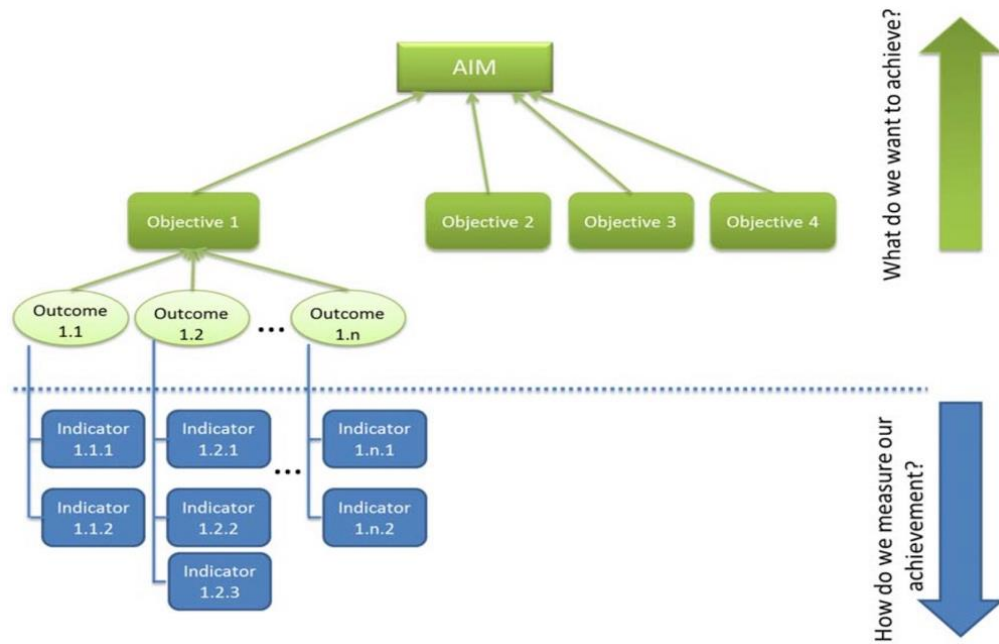 AIM
What do we want to achieve?
Objective 1
Objective 2
Objective 3
Objective 4
Outcome
1.1
Outcome
1.2
...
Outcome
1.n
Indicator
1.1.1
Indicator
1.2.1
...
Indicator
1.n.1
Indicator
1.1.2
Indicator
1.2.2
Indicator
1.n.2
Indicator
1.2.3
How do we measure our
achievement?